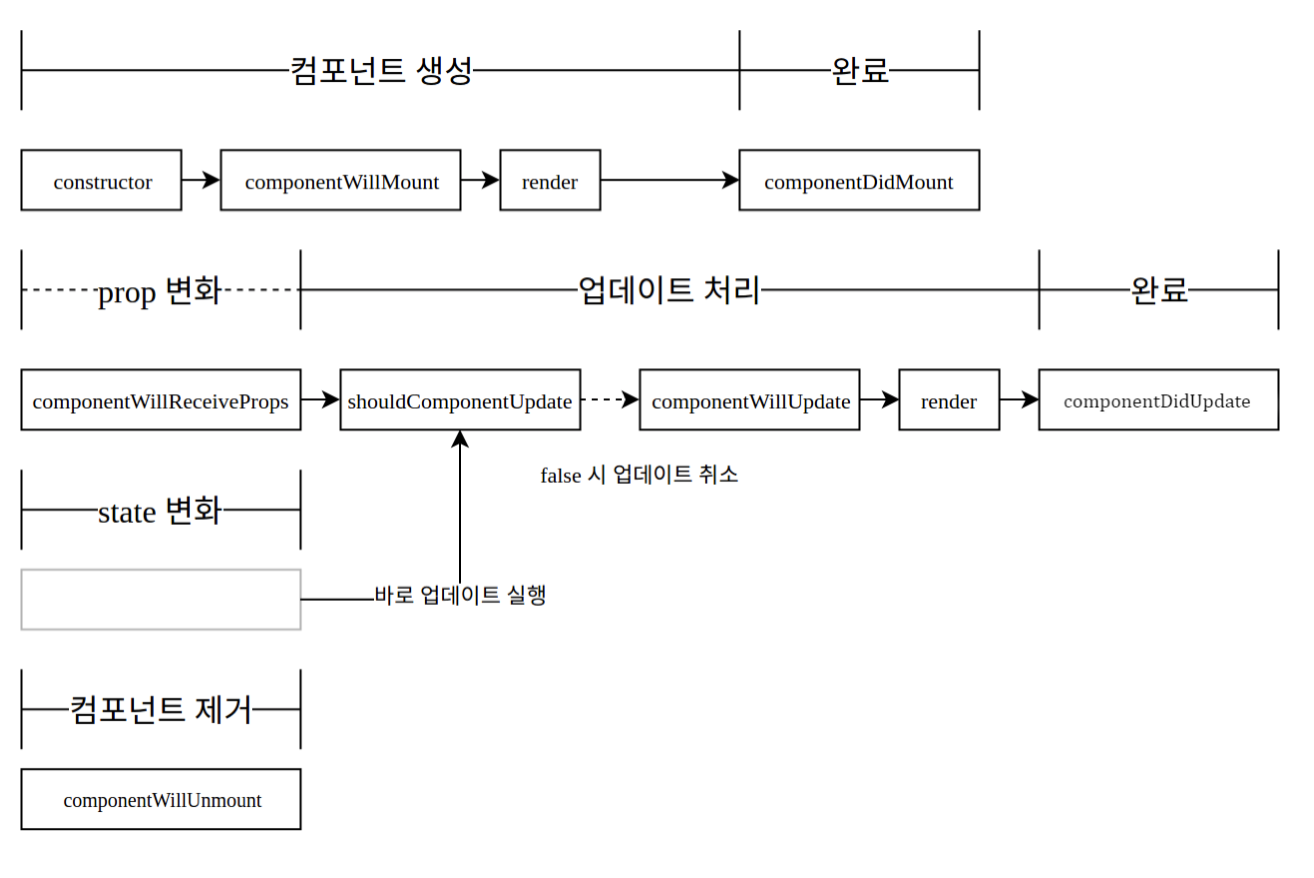 컴포넌트 생성
완료
constructor
componentWillMount
render
componentDidMount
prop 변화
업데이트 처리
완료
componentWillReceiveProps
shouldComponentUpdate
componentWillUpdate
render
componentDidUpdate
false 시 업데이트 취소
state 변화
바로 업데이트 실행
컴포넌트 제거
componentWillUnmount